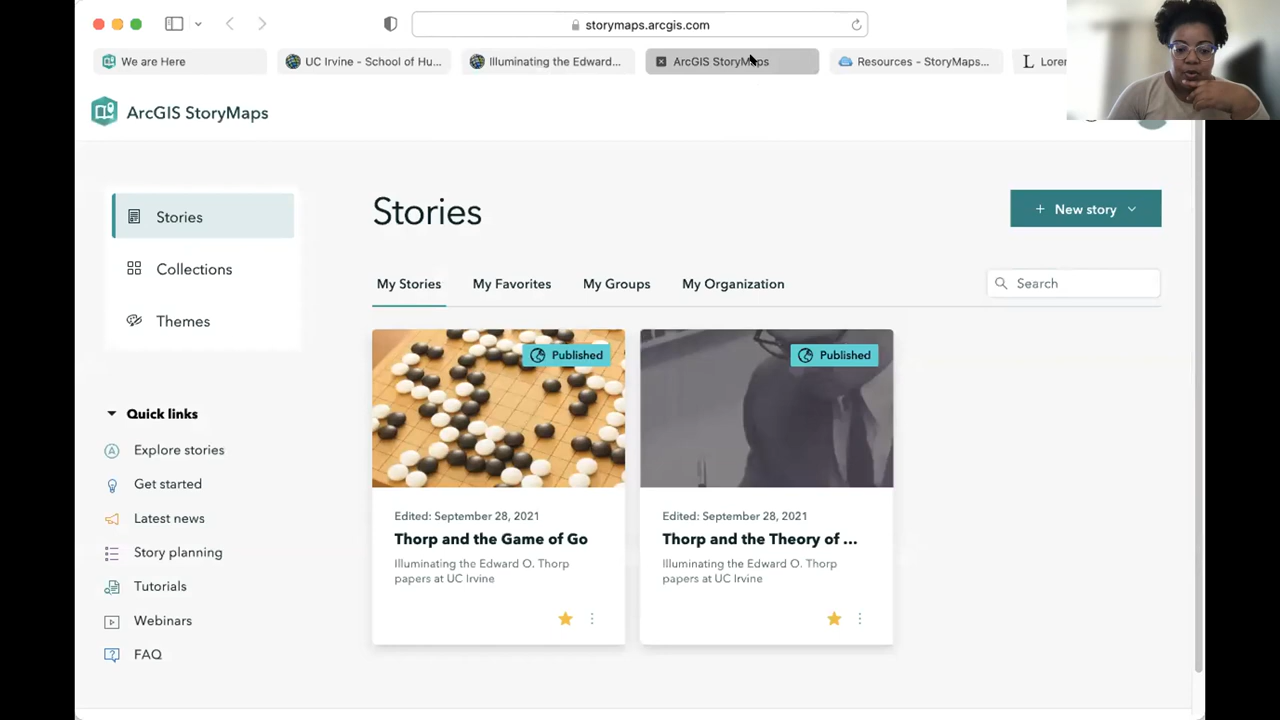 storymaps.arcgis.com
We are Here
UC Irvine - School of Hu...
Illuminating the Edward...
ArcGIS StoryMaps
Resources - StoryMaps...
L Lorer
ArcGIS StoryMaps
Stories
Collections
Themes
Quick links
Explore stories
Get started
Latest news
Story planning
Tutorials
Webinars
FAQ
Stories
+ New story
My Stories
My Favorites
My Groups
My Organization
Search
Published
Edited: September 28, 2021
Thorp and the Game of Go
Illuminating the Edward O. Thorp
papers at UC Irvine
Published
Edited: September 28, 2021
Thorp and the Theory of ...
Illuminating the Edward O. Thorp
papers at UC Irvine